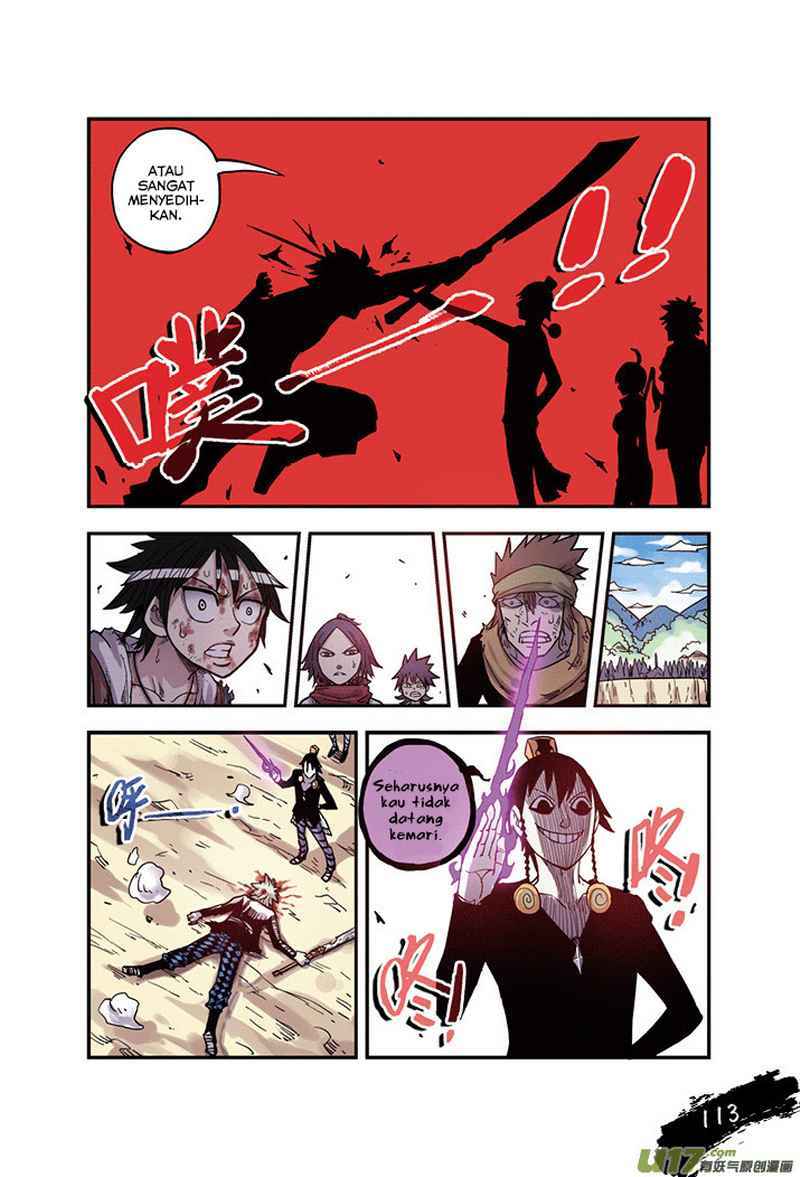 ATAU
SANGAT
MENYEDIH-
KAN.
噗——!!
呼——
Seharusnya
kau tidak
datang
kemari.
咚
咚
113
U17.com
有妖气原创漫画